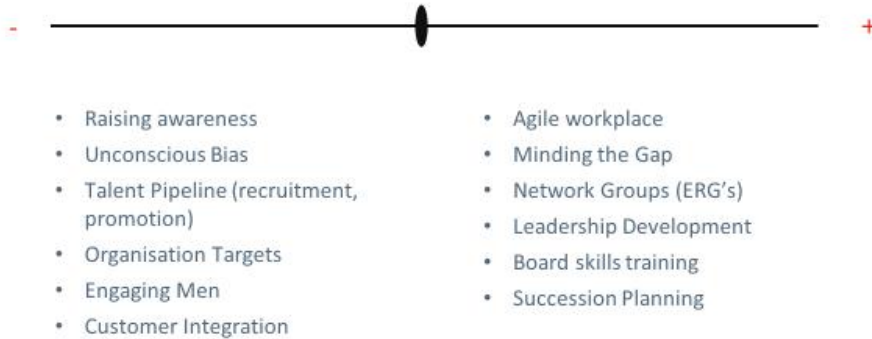 -
+
• Raising awareness
• Unconscious Bias
• Talent Pipeline (recruitment,
promotion)
• Organisation Targets
• Engaging Men
• Customer Integration
• Agile workplace
• Minding the Gap
• Network Groups (ERG’s)
• Leadership Development
• Board skills training
• Succession Planning